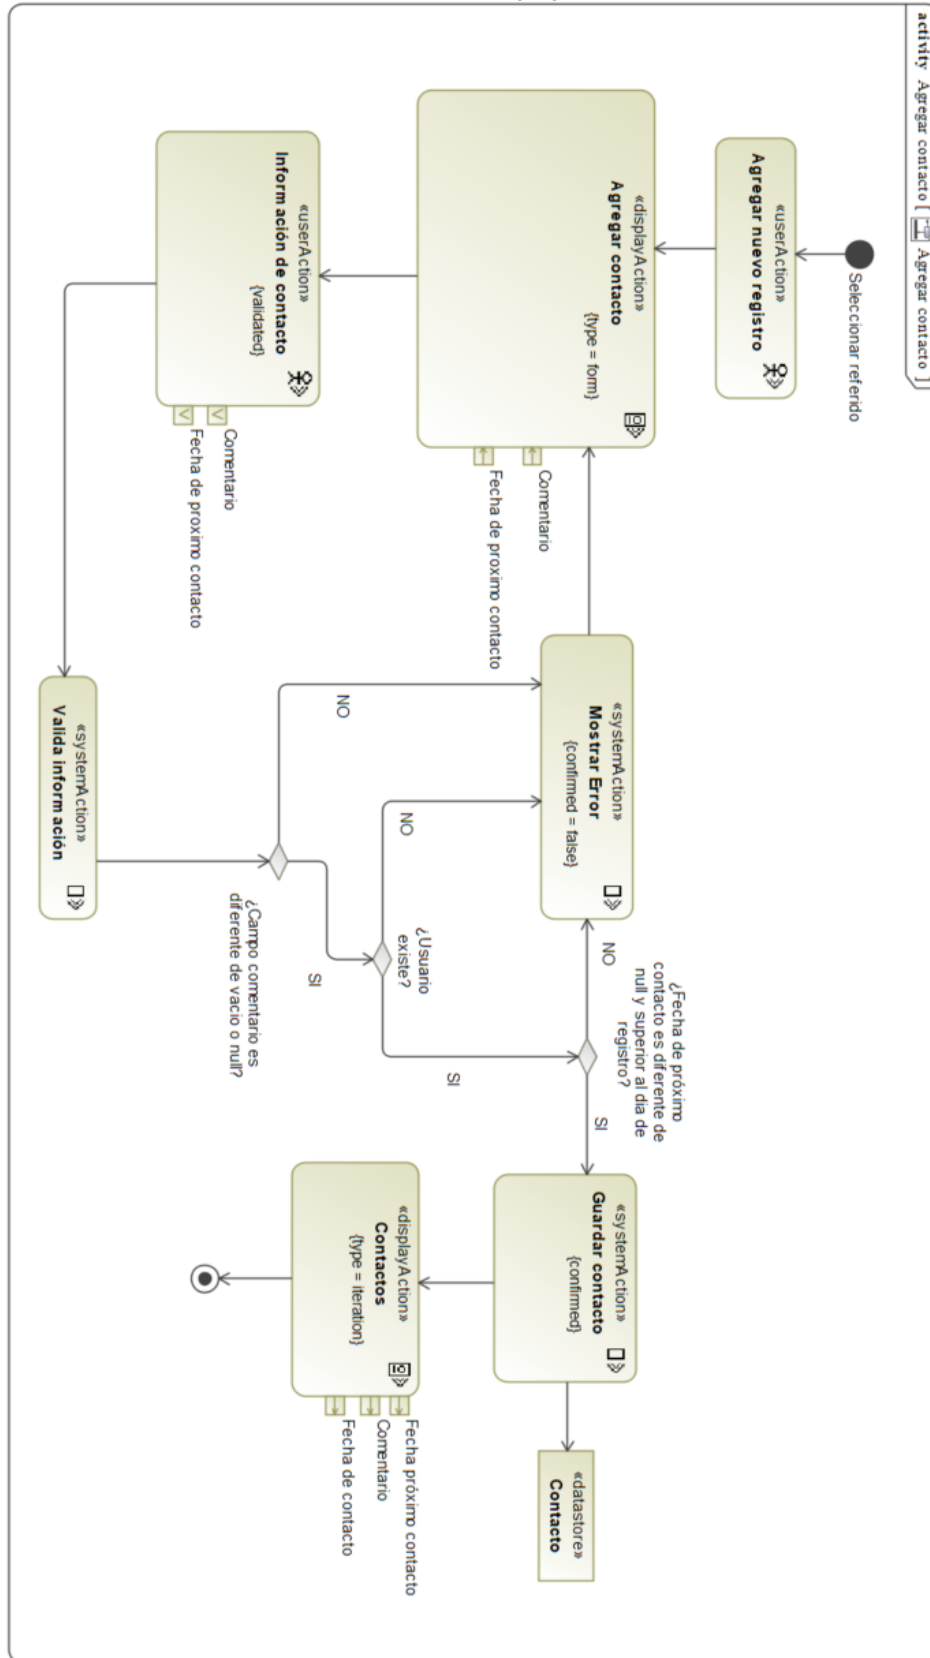 activity Agregar contacto [ Agregar contacto ]
Seleccionar referido
«userAction»
Agregar nuevo registro
«displayAction»
Agregar contacto
{type = form}
Comentario
Fecha de proximo contacto
«userAction»
Información de contacto
{validated}
Comentario
Fecha de proximo contacto
«systemAction»
Valida información
¿Campo comentario es
diferente de vacio o null?
NO
SI
¿Usuario
existe?
NO
SI
¿Fecha de próximo
contacto es diferente de
null y superior al dia de
registro?
NO
SI
«systemAction»
Mostrar Error
{confirmed = false}
«systemAction»
Guardar contacto
{confirmed}
«datastore»
Contacto
«displayAction»
Contactos
{type = iteration}
Fecha próximo contacto
Comentario
Fecha de contacto